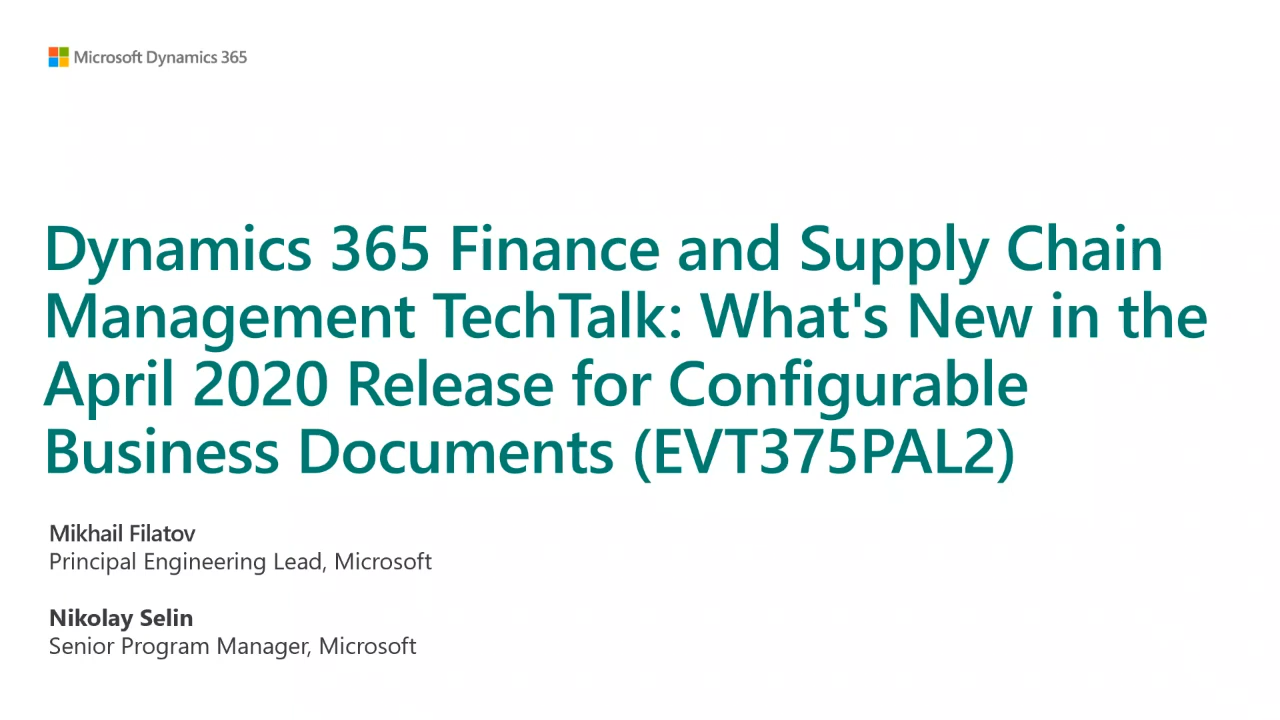 Microsoft Dynamics 365
Dynamics 365 Finance and Supply Chain
Management TechTalk: What's New in the
April 2020 Release for Configurable
Business Documents (EVT375PAL2)
Mikhail Filatov
Principal Engineering Lead, Microsoft
Nikolay Selin
Senior Program Manager, Microsoft